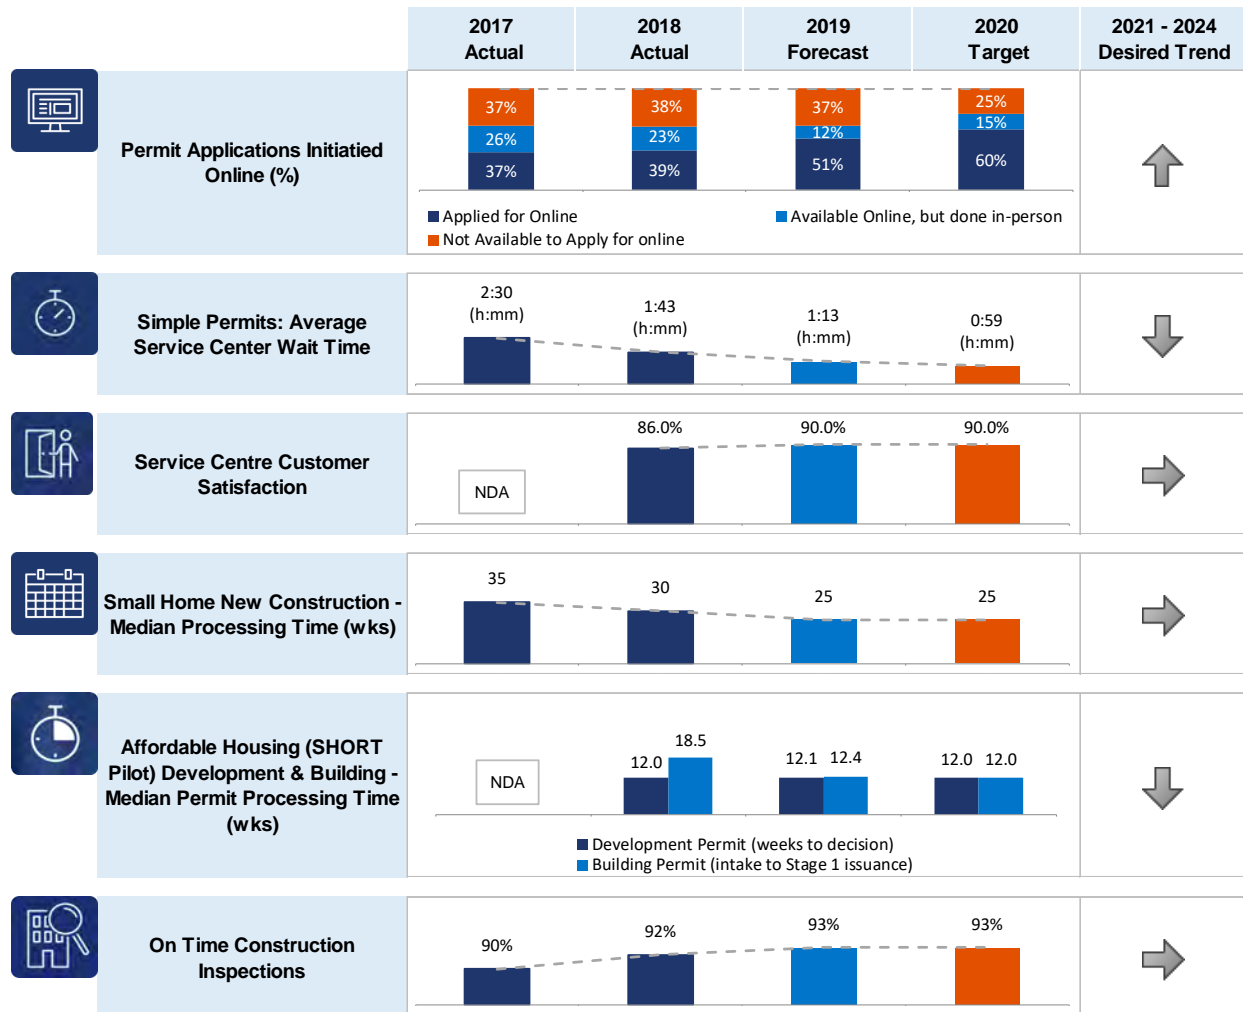 2017 Actual
2018 Actual
2019 Forecast
2020 Target
2021 - 2024 Desired Trend
Permit Applications Initiatied
Online (%)
37%
38%
37%
25%
26%
23%
12%
15%
37%
39%
51%
60%
Applied for Online
Available Online, but done in-person
Not Available to Apply for online
Simple Permits: Average
Service Center Wait Time
2:30
(h:mm)
1:43
(h:mm)
1:13
(h:mm)
0:59
(h:mm)
Service Centre Customer
Satisfaction
NDA
86.0%
90.0%
90.0%
Small Home New Construction -
Median Processing Time (wks)
35
30
25
25
Affordable Housing (SHORT
Pilot) Development & Building -
Median Permit Processing Time
(wks)
NDA
12.0
18.5
12.1
12.4
12.0
12.0
Development Permit (weeks to decision)
Building Permit (intake to Stage 1 issuance)
On Time Construction
Inspections
90%
92%
93%
93%